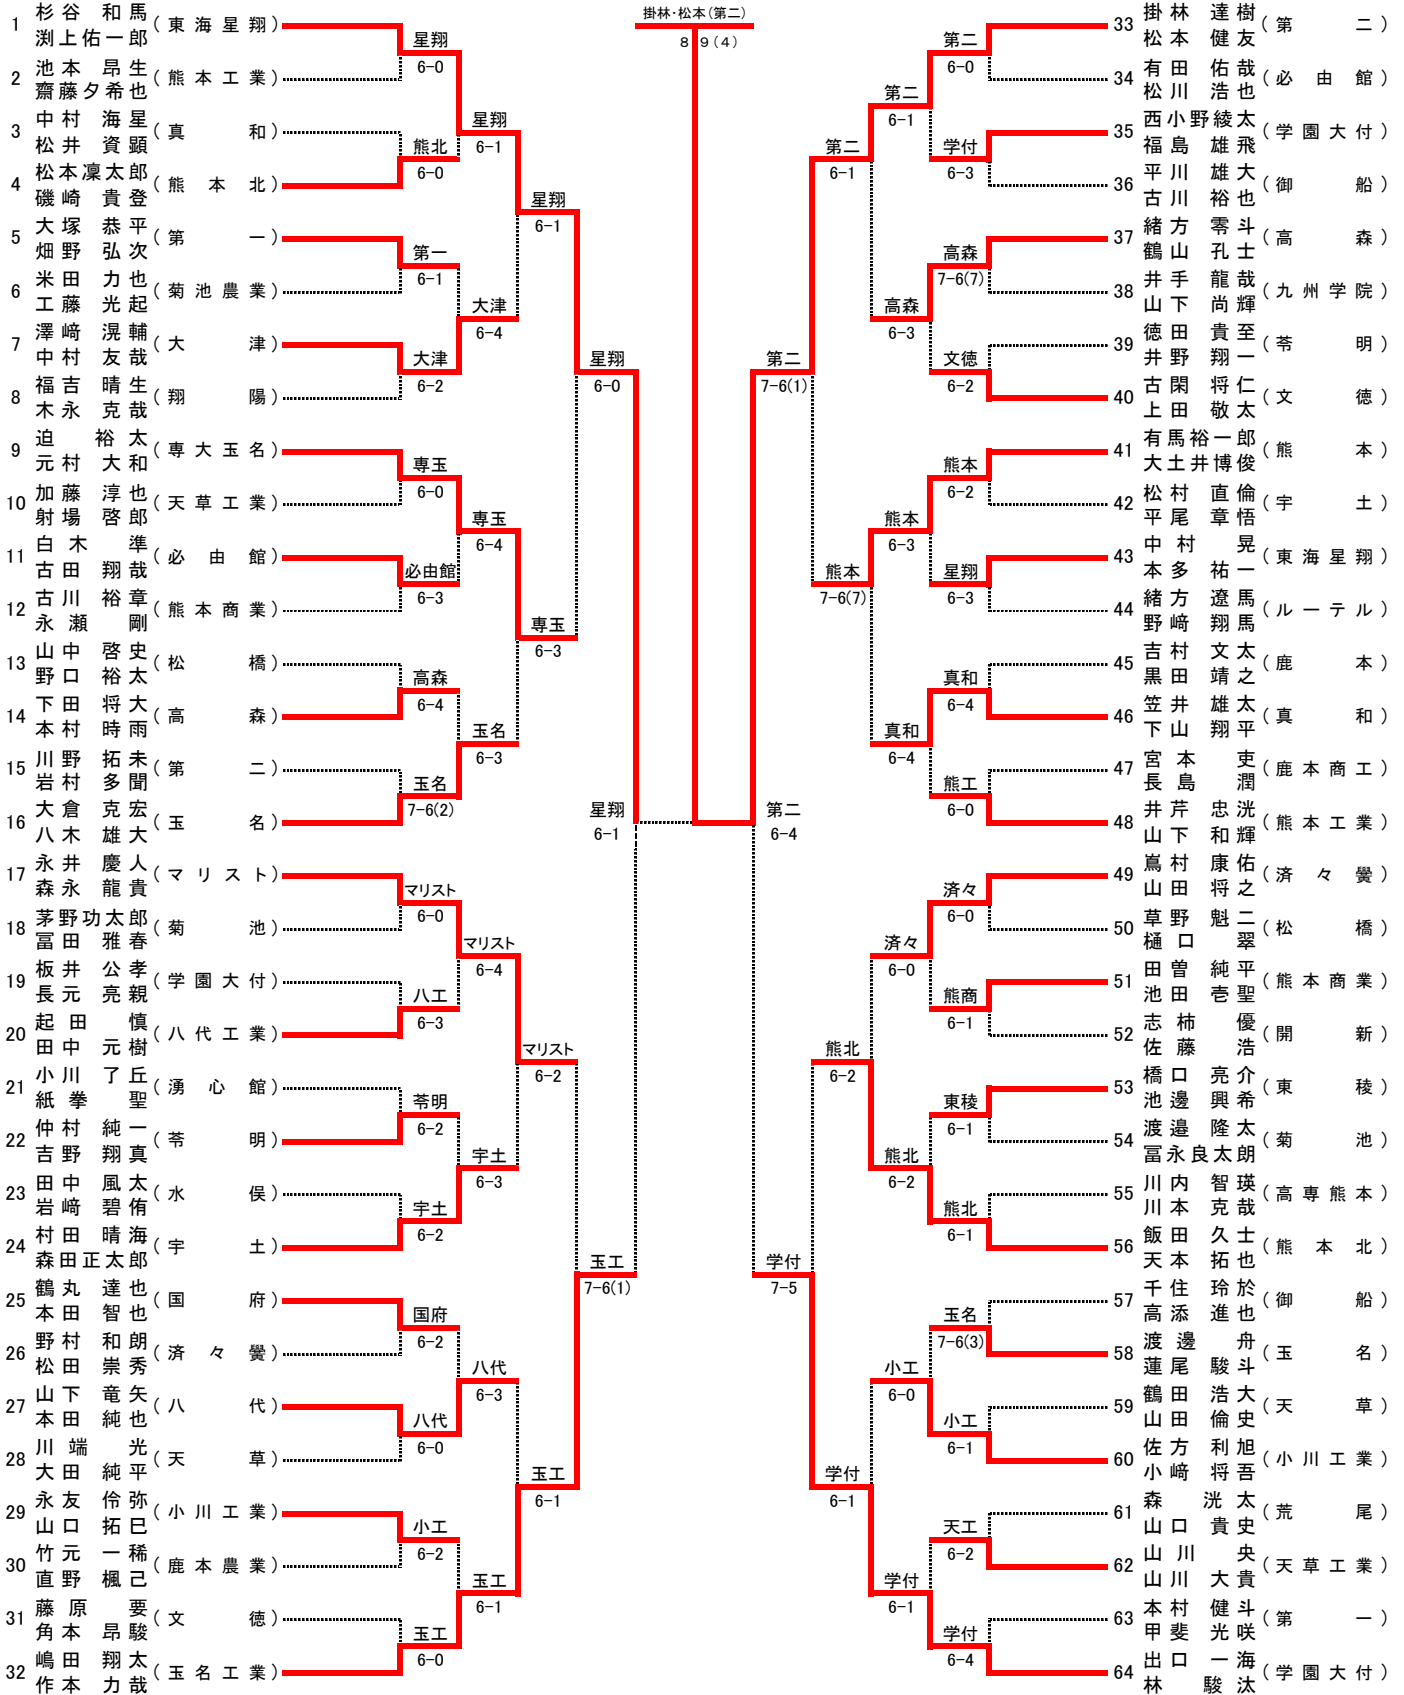 掛林・松本(第二)
8 9(4)
1 杉谷 和馬 渕上佑一郎 (東海星翔)
2 池本 昂生 齋藤夕希也 (熊本工業)
3 中村 海星 松井 資顕 (真和)
4 松本凜太郎 磯崎 貴登 (熊本北)
5 大塚 恭平 畑野 弘次 (第一)
6 米田 力也 工藤 光起 (菊池農業)
7 澤﨑 滉輔 中村 友哉 (大津)
8 福吉 晴生 木永 克哉 (翔陽)
9 迫 裕太 元村 大和 (専大玉名)
10 加藤 淳也 射場 啓郎 (天草工業)
11 白木 準 古田 翔哉 (必由館)
12 古川 裕章 永瀬 剛 (熊本商業)
13 山中 啓史 野口 裕太 (松橋)
14 下田 将大 本村 時雨 (高森)
15 川野 拓未 岩村 多聞 (第二)
16 大倉 克宏 八木 雄大 (玉名)
17 永井 慶人 森永 龍貴 (マリスト)
18 茅野功太郎 冨田 雅春 (菊池)
19 板井 公孝 長元 亮親 (学園大付)
20 起田 慎 田中 元樹 (八代工業)
21 小川 了丘 紙拳 聖 (湧心館)
22 仲村 純一 吉野 翔真 (苓明)
23 田中 風太 岩﨑 碧侑 (水俣)
24 村田 晴海 森田正太郎 (宇土)
25 鶴丸 達也 本田 智也 (国府)
26 野村 和朗 松田 崇秀 (済々黌)
27 山下 竜矢 本田 純也 (八代)
28 川端 光 大田 純平 (天草)
29 永友 伶弥 山口 拓巳 (小川工業)
30 竹元 一稀 直野 楓己 (鹿本農業)
31 藤原 要 角本 昂駿 (文徳)
32 嶋田 翔太 作本 力哉 (玉名工業)
星翔 6-0
熊北 6-0
第一 6-1
大津 6-2
専玉 6-0
必由館 6-3
高森 6-4
玉名 7-6(2)
マリスト 6-0
八工 6-3
苓明 6-2
宇土 6-2
国府 6-2
八代 6-0
小工 6-2
玉工 6-0
星翔 6-1
大津 6-4
専玉 6-4
玉名 6-3
マリスト 6-4
宇土 6-3
八代 6-3
玉工 6-1
星翔 6-1
専玉 6-3
マリスト 6-2
玉工 6-1
星翔 6-0
玉工 7-6(1)
星翔 6-1
第二 6-4
第二 7-6(1)
学付 7-5
第二 6-1
熊本 7-6(7)
熊北 6-2
学付 6-1
第二 6-1
高森 6-3
熊本 6-3
真和 6-4
済々 6-0
熊北 6-2
小工 6-0
学付 6-1
第二 6-0
学付 6-3
高森 7-6(7)
文徳 6-2
熊本 6-2
星翔 6-3
真和 6-4
熊工 6-0
済々 6-0
熊商 6-1
東稜 6-1
熊北 6-1
玉名 7-6(3)
小工 6-1
天工 6-2
学付 6-4
33 掛林 達樹 松本 健友 (第二)
34 有田 佑哉 松川 浩也 (必由館)
35 西小野綾太 福島 雄飛 (学園大付)
36 平川 雄大 古川 裕也 (御船)
37 緒方 零斗 鶴山 孔士 (高森)
38 井手 龍哉 山下 尚輝 (九州学院)
39 徳田 貴至 井野 翔一 (苓明)
40 古閑 将仁 上田 敬太 (文徳)
41 有馬裕一郎 大土井博俊 (熊本)
42 松村 直倫 平尾 章悟 (宇土)
43 中村 晃 本多 祐一 (東海星翔)
44 緒方 遼馬 野﨑 翔馬 (ルーテル)
45 吉村 文太 黒田 靖之 (鹿本)
46 笠井 雄太 下山 翔平 (真和)
47 宮本 吏 長島 潤 (鹿本商工)
48 井芹 忠洸 山下 和輝 (熊本工業)
49 嶌村 康佑 山田 将之 (済々黌)
50 草野 魁二 樋口 翠 (松橋)
51 田曽 純平 池田 壱聖 (熊本商業)
52 志柿 優 佐藤 浩 (開新)
53 橋口 亮介 池邊 興希 (東稜)
54 渡邉 隆太 冨永良太朗 (菊池)
55 川内 智瑛 川本 克哉 (高専熊本)
56 飯田 久士 天本 拓也 (熊本北)
57 千住 玲於 高添 進也 (御船)
58 渡邊 舟 蓮尾 駿斗 (玉名)
59 鶴田 浩大 山田 倫史 (天草)
60 佐方 利旭 小﨑 将吾 (小川工業)
61 森 洸太 山口 貴史 (荒尾)
62 山川 央 山川 大貴 (天草工業)
63 本村 健斗 甲斐 光咲 (第一)
64 出口 一海 林 駿汰 (学園大付)